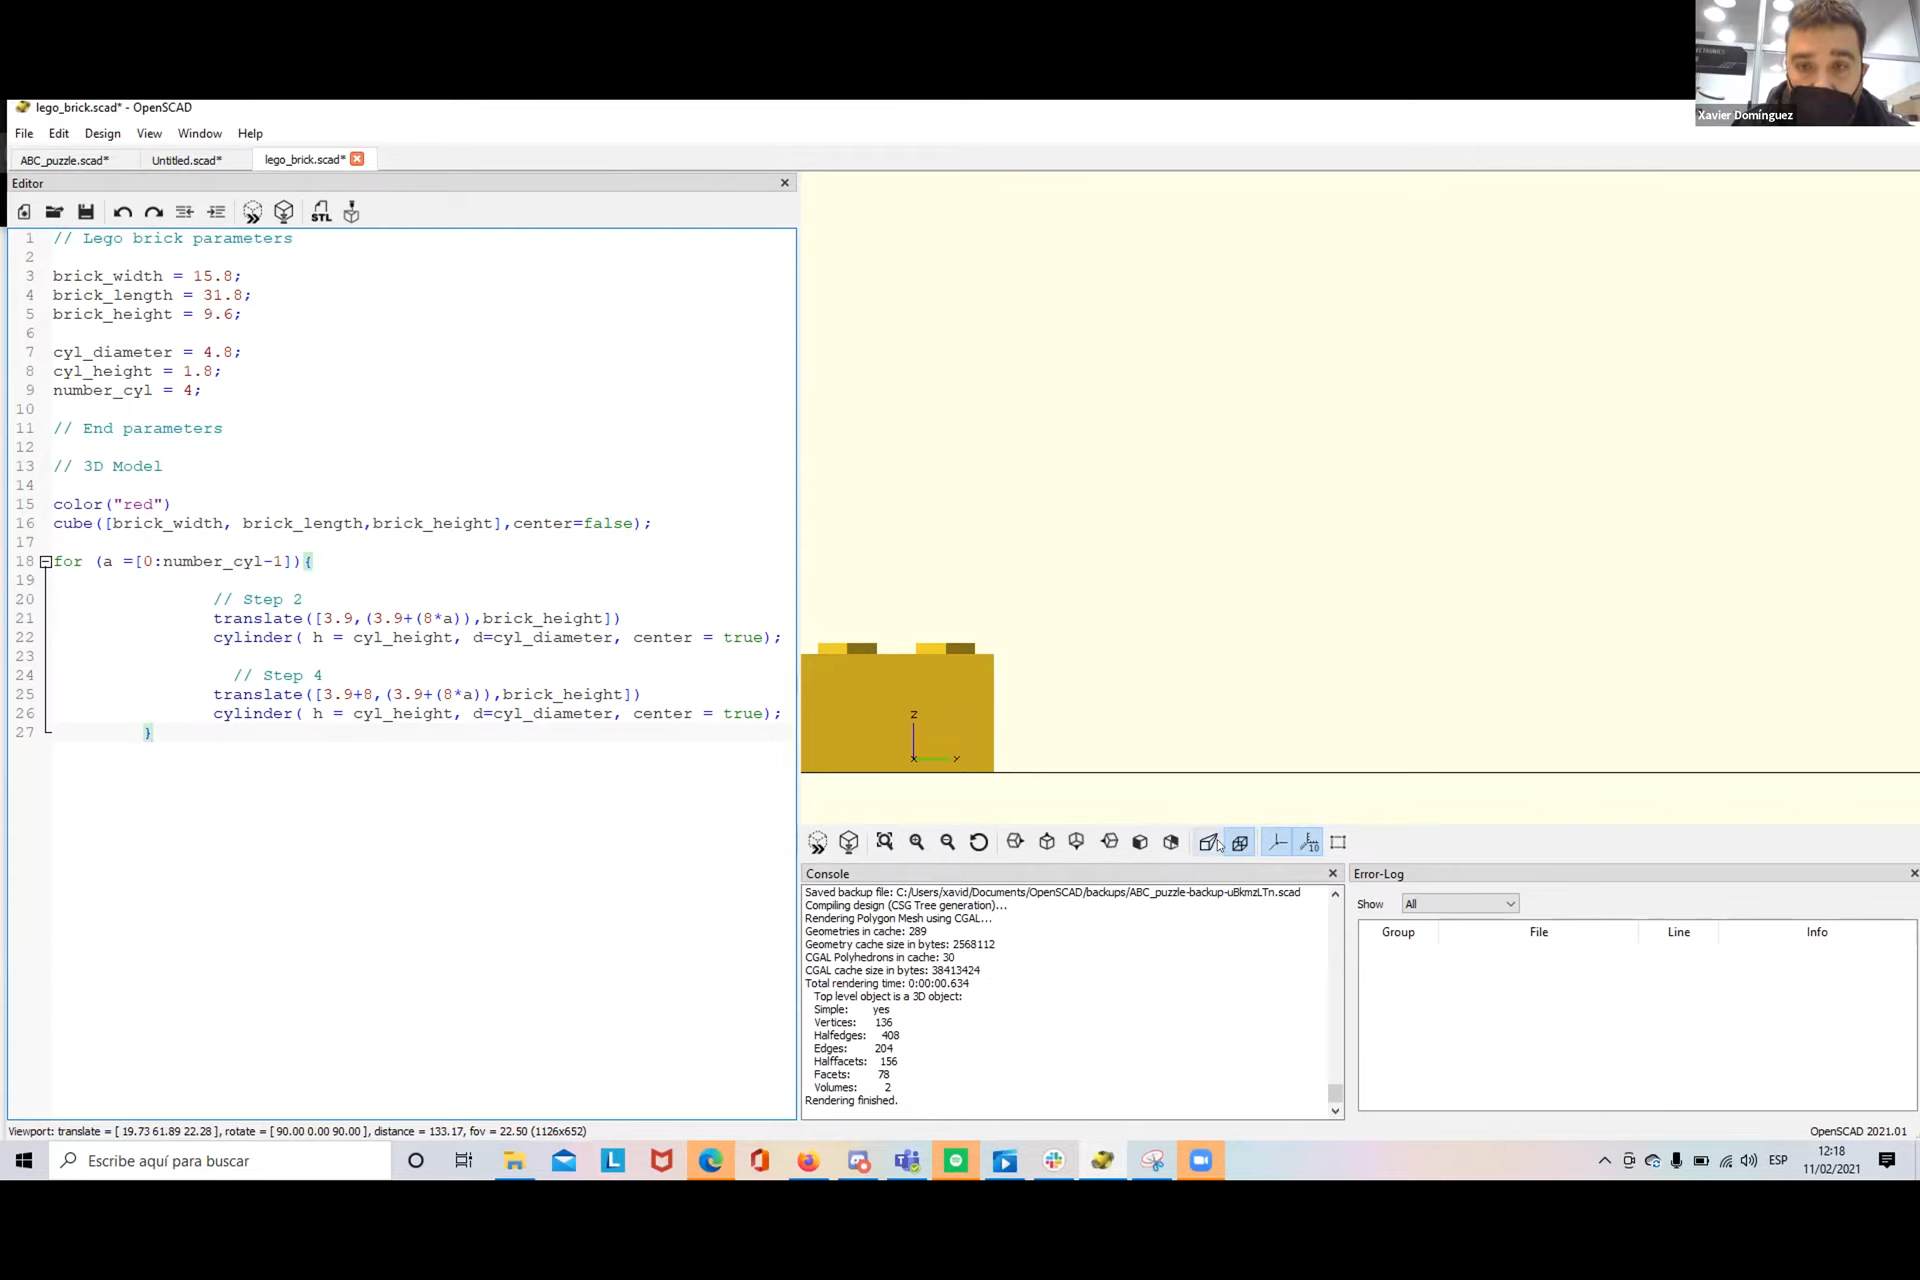 ECTRONICS
Xavier Domínguez
lego_brick.scad* - OpenSCAD
File Edit Design View Window Help
ABC_puzzle.scad* Untitled.scad* lego_brick.scad*
Editor
STL
1 // Lego brick parameters
2
3 brick_width = 15.8;
4 brick_length = 31.8;
5 brick_height = 9.6;
6
7 cyl_diameter = 4.8;
8 cyl_height = 1.8;
9 number_cyl = 4;
10
11 // End parameters
12
13 // 3D Model
14
15 color("red")
16 cube([brick_width, brick_length,brick_height],center=false);
17
18 for (a =[0:number_cyl-1]){
19
20 // Step 2
21 translate([3.9,(3.9+(8*a)),brick_height])
22 cylinder( h = cyl_height, d=cyl_diameter, center = true);
23
24 // Step 4
25 translate([3.9+8,(3.9+(8*a)),brick_height])
26 cylinder( h = cyl_height, d=cyl_diameter, center = true);
27 }
Z
X Y
10
Console
Saved backup file: C:/Users/xavid/Documents/OpenSCAD/backups/ABC_puzzle-backup-uBkmzLTn.scad
Compiling design (CSG Tree generation)...
Rendering Polygon Mesh using CGAL...
Geometries in cache: 289
Geometry cache size in bytes: 2568112
CGAL Polyhedrons in cache: 30
CGAL cache size in bytes: 38413424
Total rendering time: 0:00:00.634
Top level object is a 3D object:
Simple: yes
Vertices: 136
Halfedges: 408
Edges: 204
Halffacets: 156
Facets: 78
Volumes: 2
Rendering finished.
Error-Log
Show All
Group File Line Info
Viewport: translate = [ 19.73 61.89 22.28 ], rotate = [ 90.00 0.00 90.00 ], distance = 133.17, fov = 22.50 (1126x652)
OpenSCAD 2021.01
Escribe aquí para buscar
L
ESP
12:18
11/02/2021